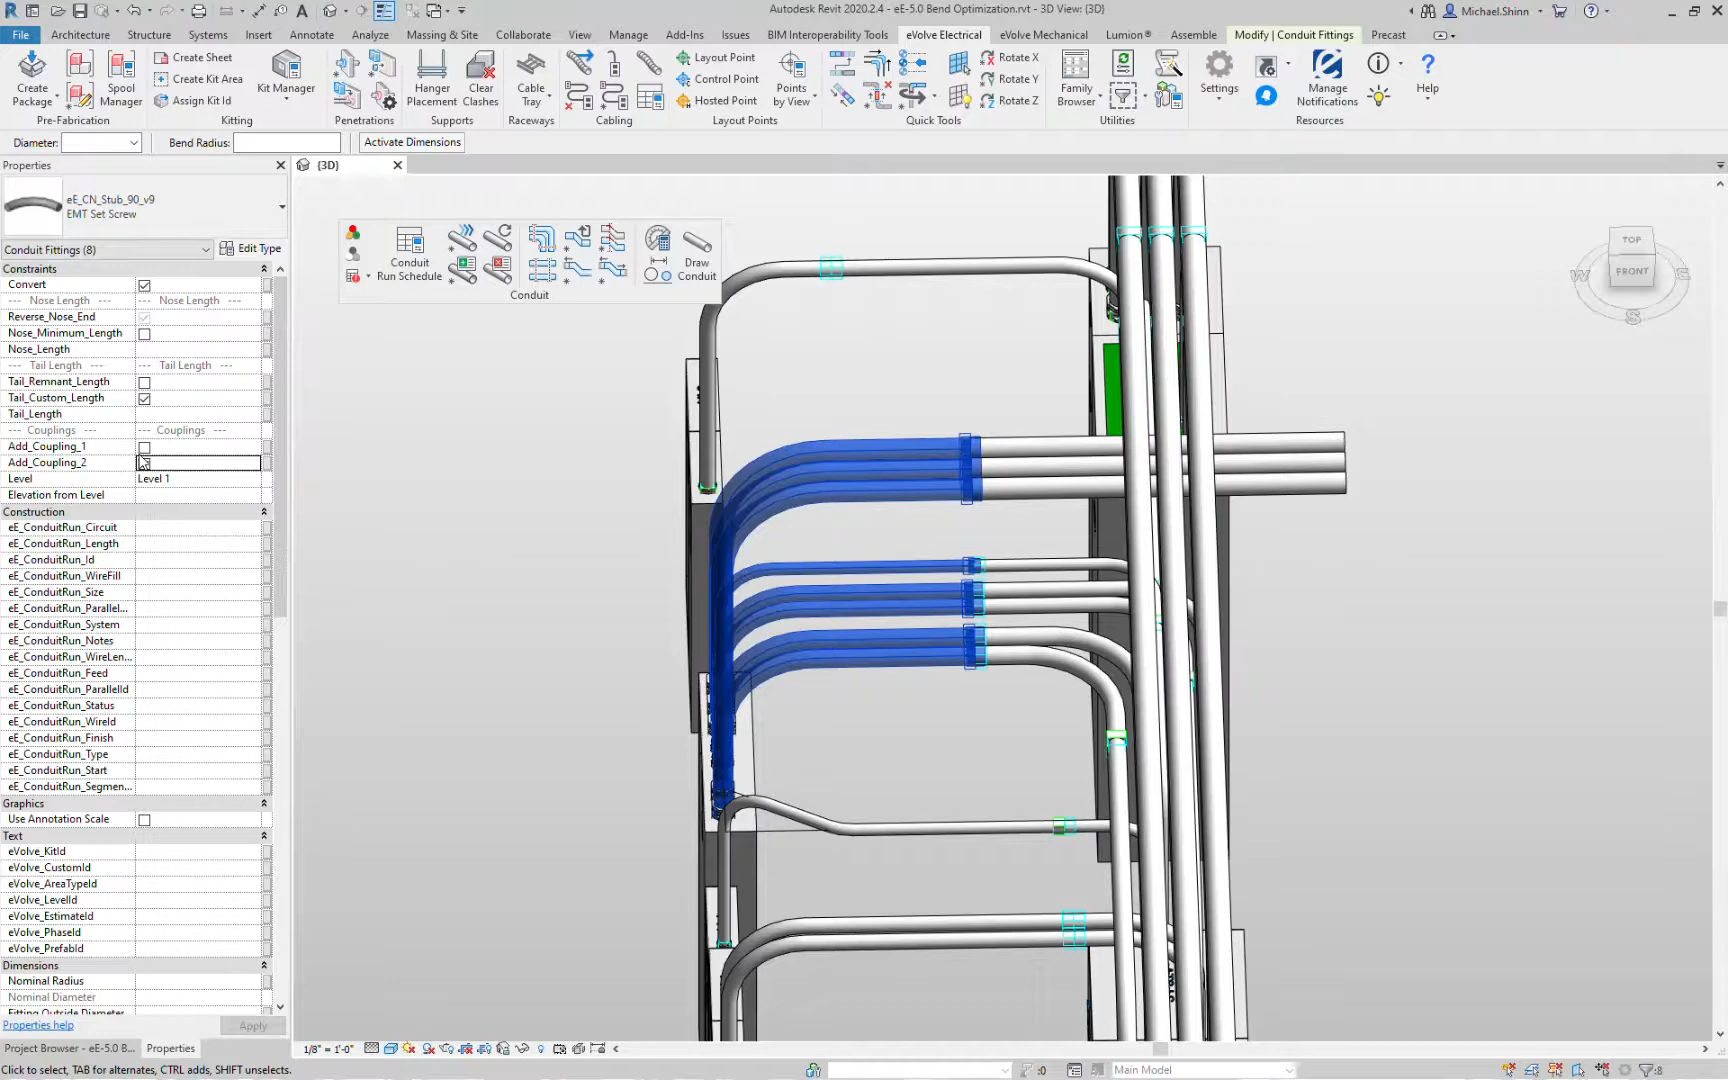 Autodesk Revit 2020.2.4 - eE-5.0 Bend Optimization.rvt - 3D View: {3D}
Michael.Shinn
File Architecture Structure Systems Insert Annotate Analyze Massing & Site Collaborate View Manage Add-Ins Issues BIM Interoperability Tools eVolve Electrical eVolve Mechanical Lumion® Assemble Modify | Conduit Fittings Precast
Create Package
Spool Manager
Create Sheet
Create Kit Area
Assign Kit Id
Kit Manager
Hanger Placement
Clear Clashes
Cable Tray
Layout Point
Control Point
Hosted Point
Points by View
Rotate X
Rotate Y
Rotate Z
Family Browser
Settings
Manage Notifications
Help
Pre-Fabrication Kitting Penetrations Supports Raceways Cabling Layout Points Quick Tools Utilities Resources
Diameter: Bend Radius: Activate Dimensions
Properties
{3D}
eE_CN_Stub_90_v9
EMT Set Screw
Conduit Fittings (8) Edit Type
Constraints
Convert
--- Nose Length --- --- Nose Length ---
Reverse_Nose_End
Nose_Minimum_Length
Nose_Length
--- Tail Length --- --- Tail Length ---
Tail_Remnant_Length
Tail_Custom_Length
Tail_Length
--- Couplings --- --- Couplings ---
Add_Coupling_1
Add_Coupling_2
Level Level 1
Elevation from Level
Construction
eE_ConduitRun_Circuit
eE_ConduitRun_Length
eE_ConduitRun_Id
eE_ConduitRun_WireFill
eE_ConduitRun_Size
eE_ConduitRun_Parallel...
eE_ConduitRun_System
eE_ConduitRun_Notes
eE_ConduitRun_WireLen...
eE_ConduitRun_Feed
eE_ConduitRun_ParallelId
eE_ConduitRun_Status
eE_ConduitRun_WireId
eE_ConduitRun_Finish
eE_ConduitRun_Type
eE_ConduitRun_Start
eE_ConduitRun_Segmen...
Graphics
Use Annotation Scale
Text
eVolve_KitId
eVolve_CustomId
eVolve_AreaTypeId
eVolve_LevelId
eVolve_EstimateId
eVolve_PhaseId
eVolve_PrefabId
Dimensions
Nominal Radius
Nominal Diameter
Fitting Outside Diameter
Properties help Apply
Project Browser - eE-5.0 B... Properties
Conduit Run Schedule
Draw Conduit
Conduit
TOP
FRONT
W
E
S
1/8" = 1'-0"
Click to select, TAB for alternates, CTRL adds, SHIFT unselects.
:0
Main Model
:8